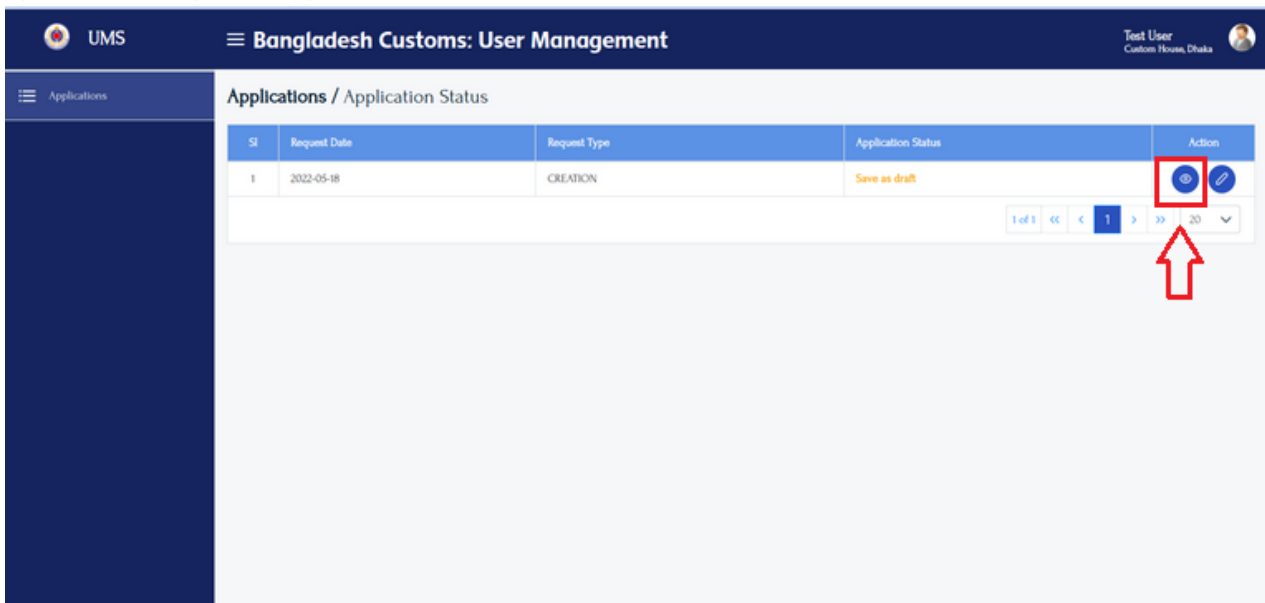 UMS
Bangladesh Customs: User Management
Test User
Custom House, Dhaka
Applications
Applications / Application Status
Sl Request Date Request Type Application Status Action
1 2022-05-18 CREATION Save as draft
1 of 1 << < 1 > >> 20